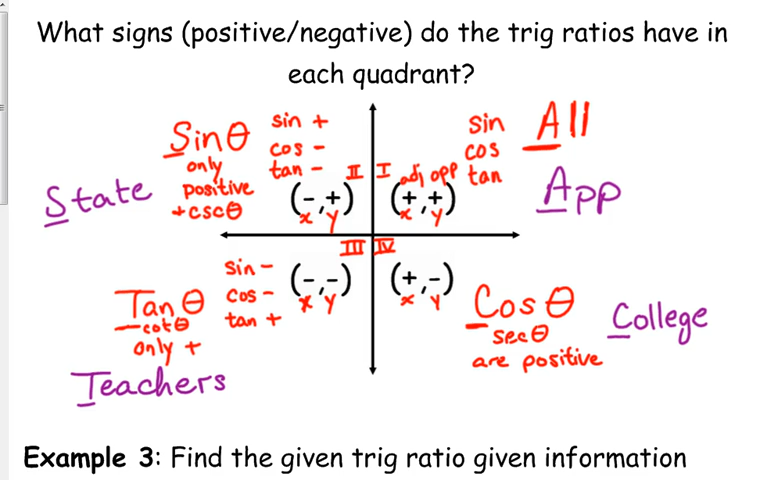 What signs (positive/negative) do the trig ratios have in
each quadrant?
Sinθ
only
positive
+cscθ
State
sin +
cos -
tan -
II
(-,+)
x y
I
adj opp
(+,+)
x y
sin
cos
tan
All
App
III
sin -
cos -
tan +
(-,-)
x y
Tanθ
cotθ
only +
Teachers
IV
(+,-)
x y
Cosθ
secθ
are positive
College
Example 3: Find the given trig ratio given information